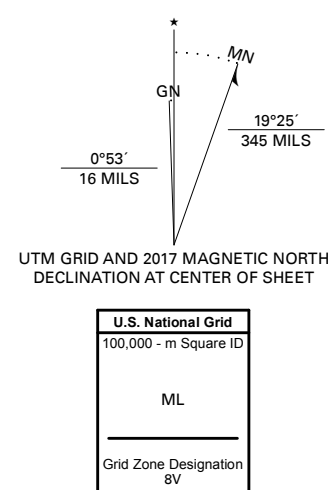 ★
MN
GN
19°25´
345 MILS
0°53´
16 MILS
UTM GRID AND 2017 MAGNETIC NORTH
DECLINATION AT CENTER OF SHEET
U.S. National Grid
100,000 - m Square ID
ML
Grid Zone Designation
8V